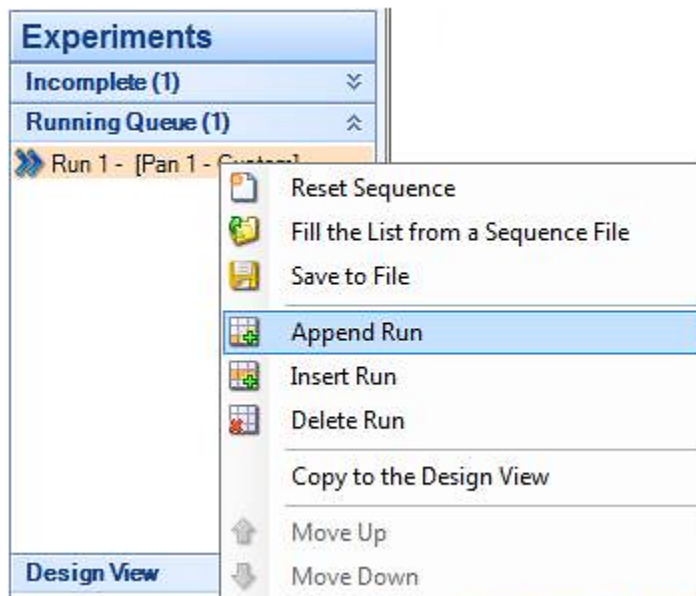 Experiments
Incomplete (1)
Running Queue (1)
Run 1 - [Pan 1 - Custom]
Reset Sequence
Fill the List from a Sequence File
Save to File
Append Run
Insert Run
Delete Run
Copy to the Design View
Move Up
Design View
Move Down